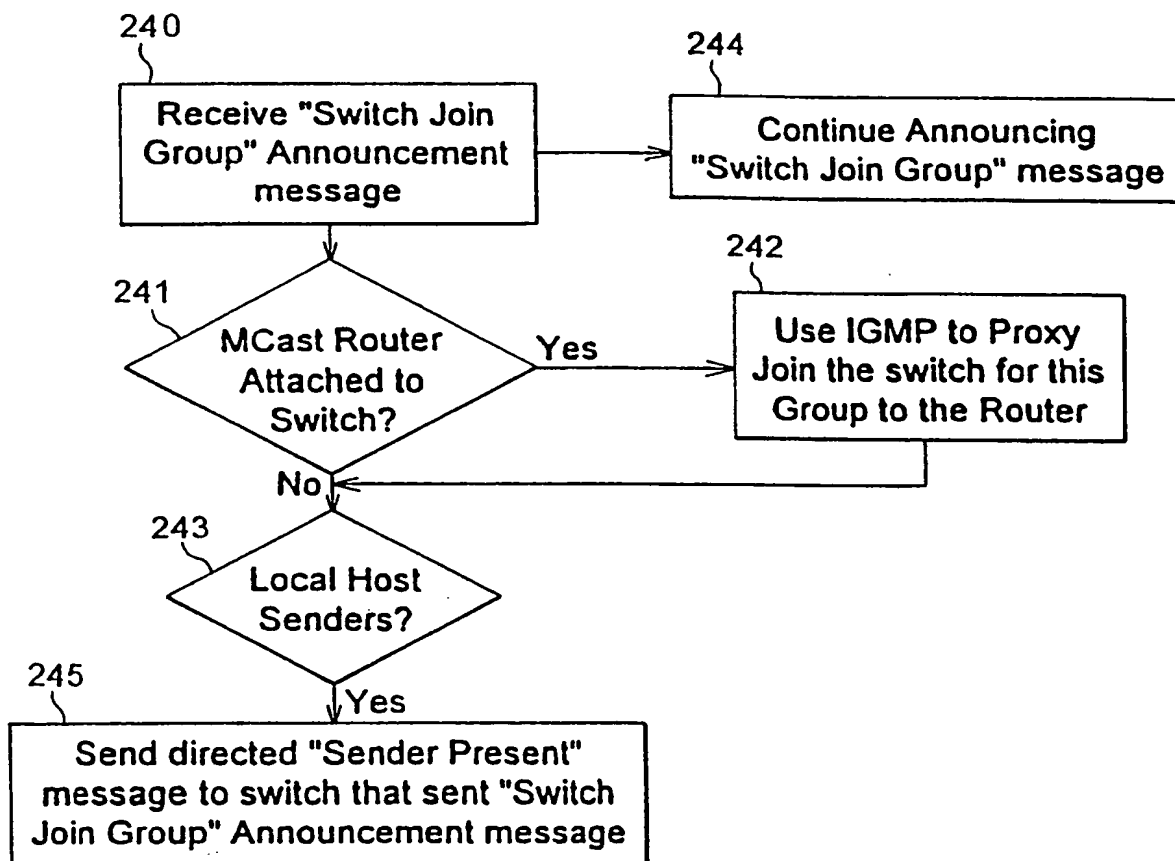 240
Receive "Switch Join
Group" Announcement
message
244
Continue Announcing
"Switch Join Group" message
241
MCast Router
Attached to
Switch?
Yes
242
Use IGMP to Proxy
Join the switch for this
Group to the Router
No
243
Local Host
Senders?
Yes
245
Send directed "Sender Present"
message to switch that sent "Switch
Join Group" Announcement message